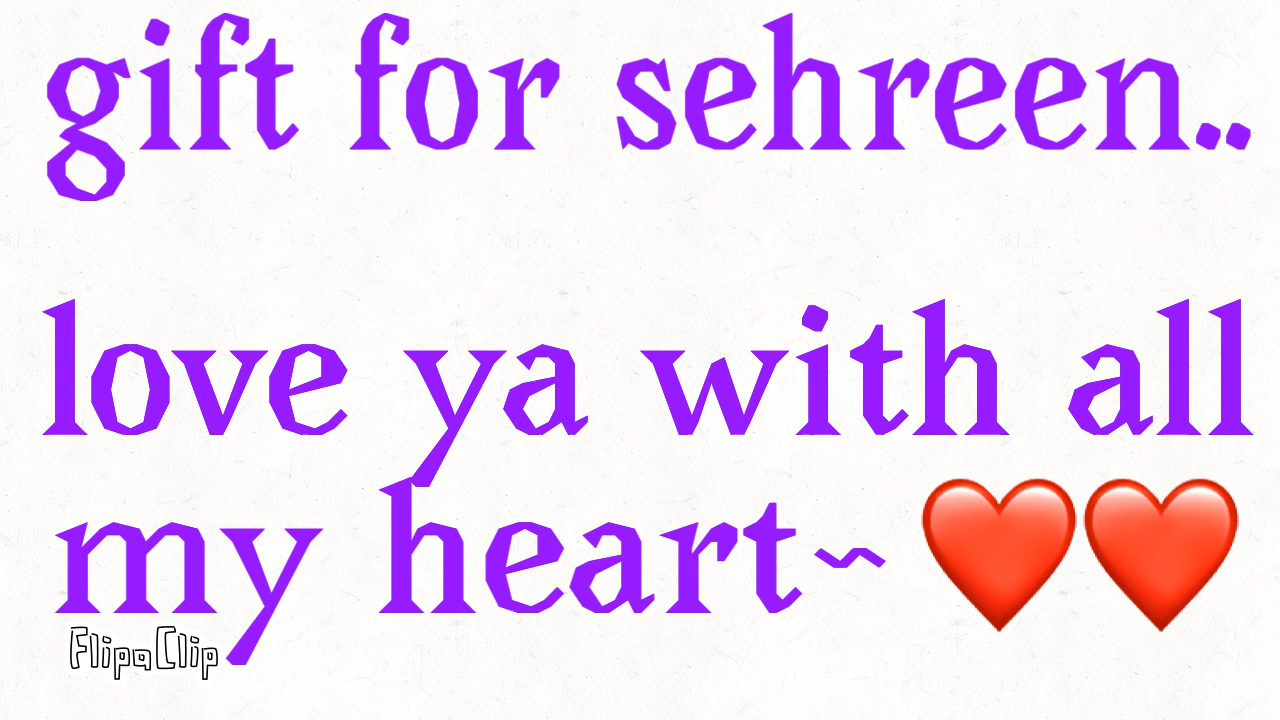 gift for sehreen..
love ya with all
my heart~ ❤️❤️
FlipaClip